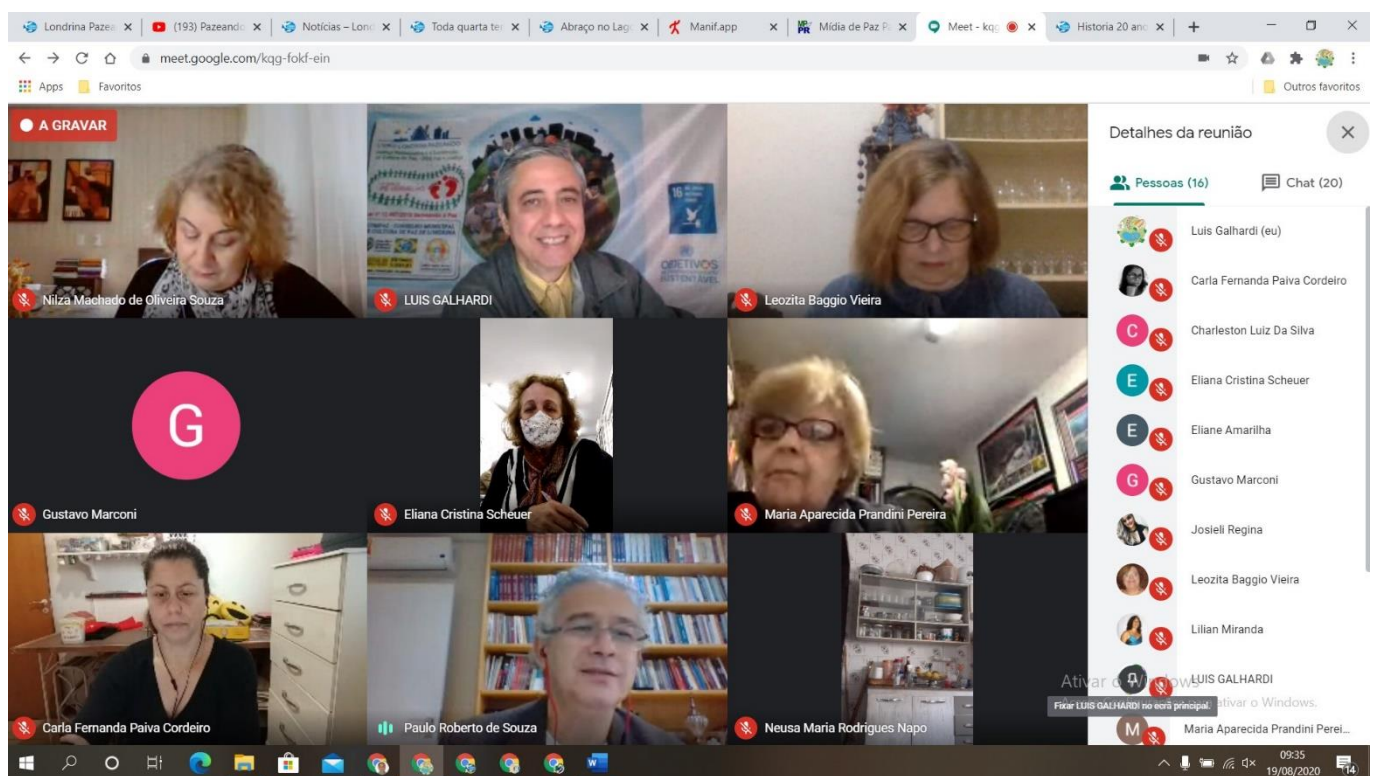 Londrina Pazea
(193) Pazeando
Notícias – Lon
Toda quarta ter
Abraço no Lago
Manif.app
Mídia de Paz P
Meet - kqg
Historia 20 ano
meet.google.com/kqg-fokf-ein
Apps
Favoritos
Outros favoritos
A GRAVAR
Nilza Machado de Oliveira Souza
LUIS GALHARDI
Leozita Baggio Vieira
16
OBJETIVOS
SUSTENTÁVEL
G
Gustavo Marconi
Eliana Cristina Scheuer
Maria Aparecida Prandini Pereira
Carla Fernanda Paiva Cordeiro
Paulo Roberto de Souza
Neusa Maria Rodrigues Napo
Detalhes da reunião
Pessoas (16)
Chat (20)
Luis Galhardi (eu)
Carla Fernanda Paiva Cordeiro
C
Charleston Luiz Da Silva
E
Eliana Cristina Scheuer
E
Eliane Amarilha
G
Gustavo Marconi
Josieli Regina
Leozita Baggio Vieira
Lilian Miranda
LUIS GALHARDI
Ativar o Windows
Fixar LUIS GALHARDI no ecrã principal.
ativar o Windows.
M
Maria Aparecida Prandini Perei...
09:35
19/08/2020
14